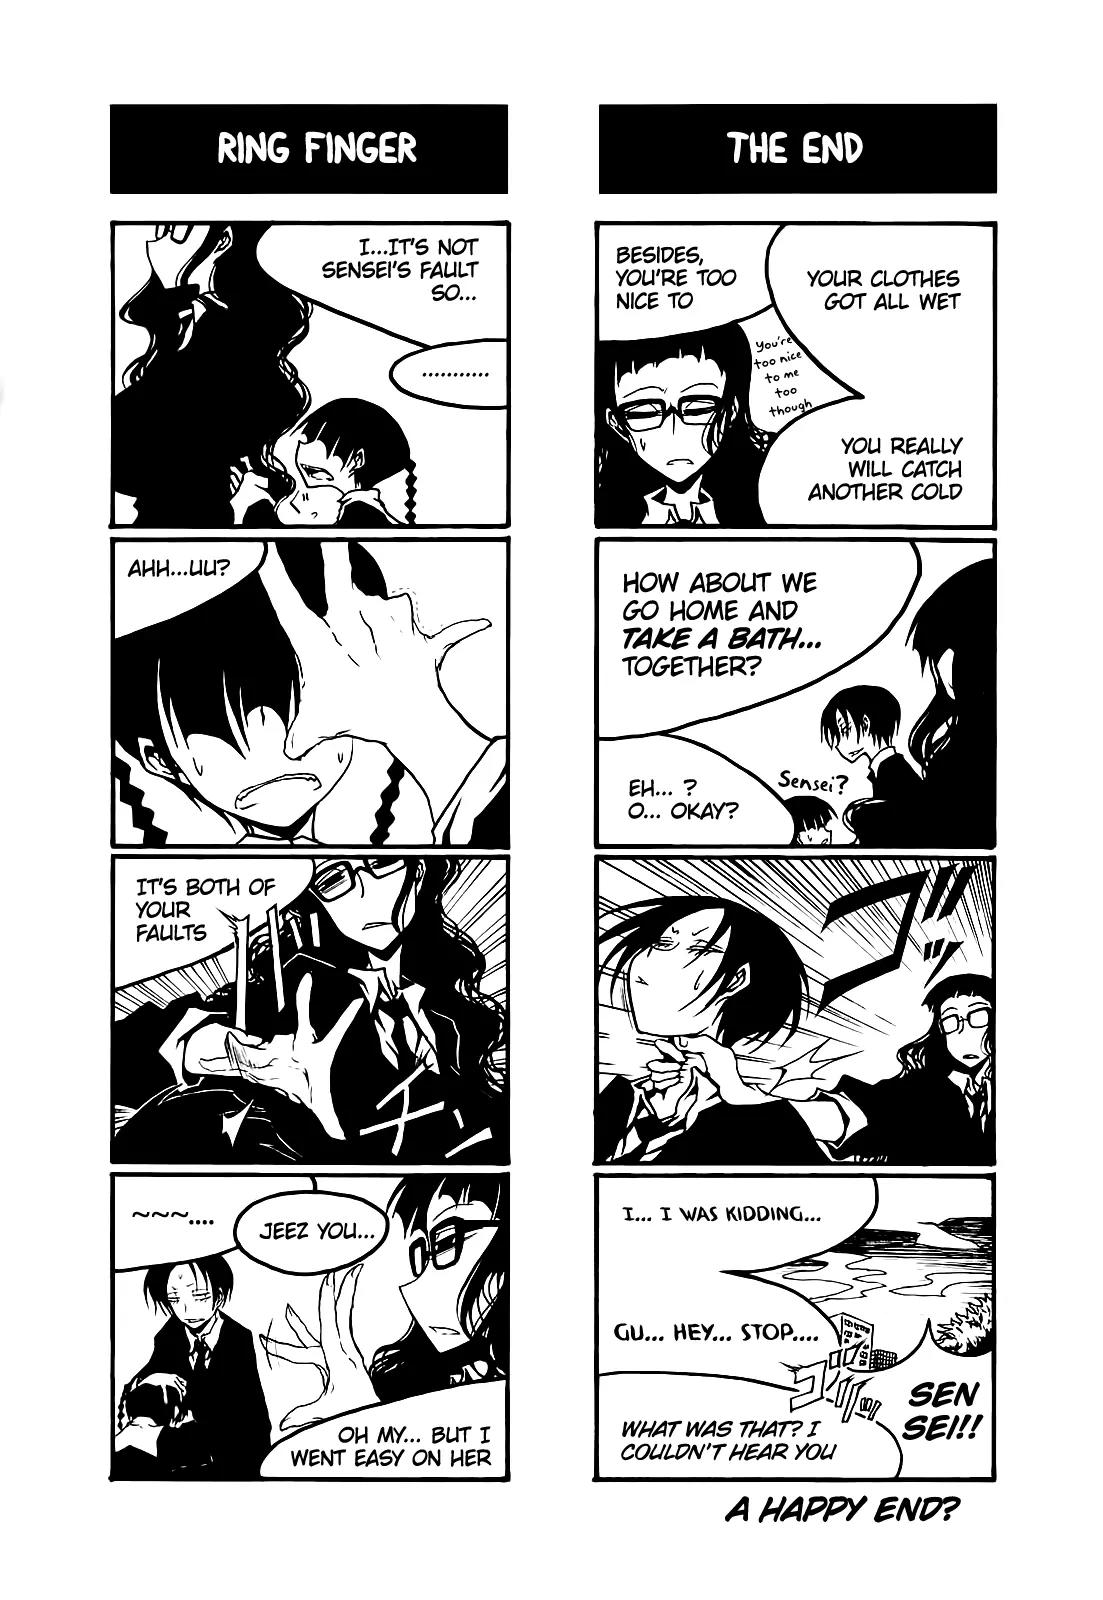 RING FINGER
I...IT'S NOT
SENSEI'S FAULT
SO...
............
AHH...UU?
IT'S BOTH OF
YOUR
FAULTS
チン
~~~....
JEEZ YOU...
OH MY... BUT I
WENT EASY ON HER
THE END
BESIDES,
YOU'RE TOO
NICE TO
You're
too nice
to me
too
though
YOUR CLOTHES
GOT ALL WET
YOU REALLY
WILL CATCH
ANOTHER COLD
HOW ABOUT WE
GO HOME AND
TAKE A BATH...
TOGETHER?
Sensei?
EH... ?
O... OKAY?
I... I WAS KIDDING...
GU... HEY... STOP....
SEN
SEI!!
WHAT WAS THAT? I
COULDN'T HEAR YOU
A HAPPY END?